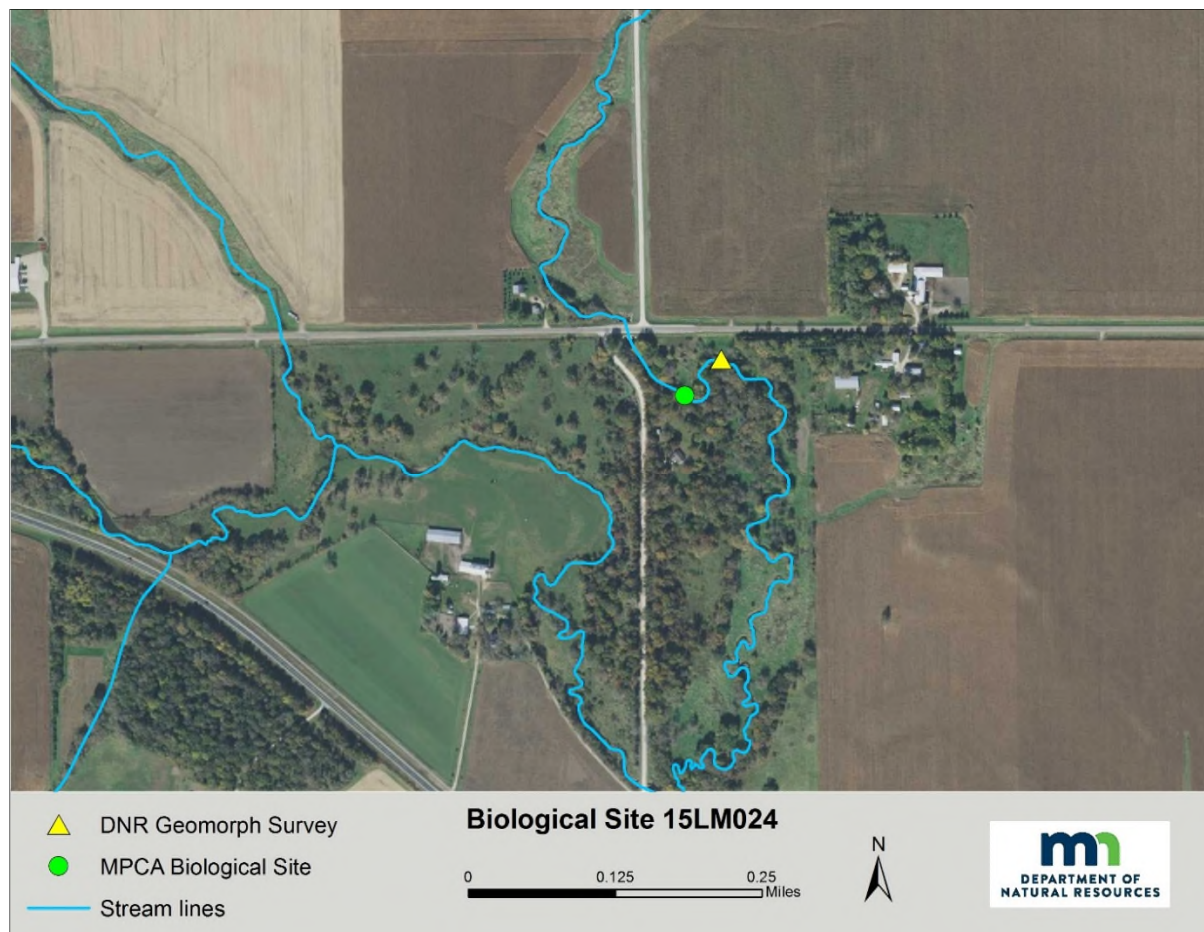 DNR Geomorph Survey
MPCA Biological Site
Stream lines
Biological Site 15LM024
0 0.125 0.25
Miles
N
mn
DEPARTMENT OF
NATURAL RESOURCES